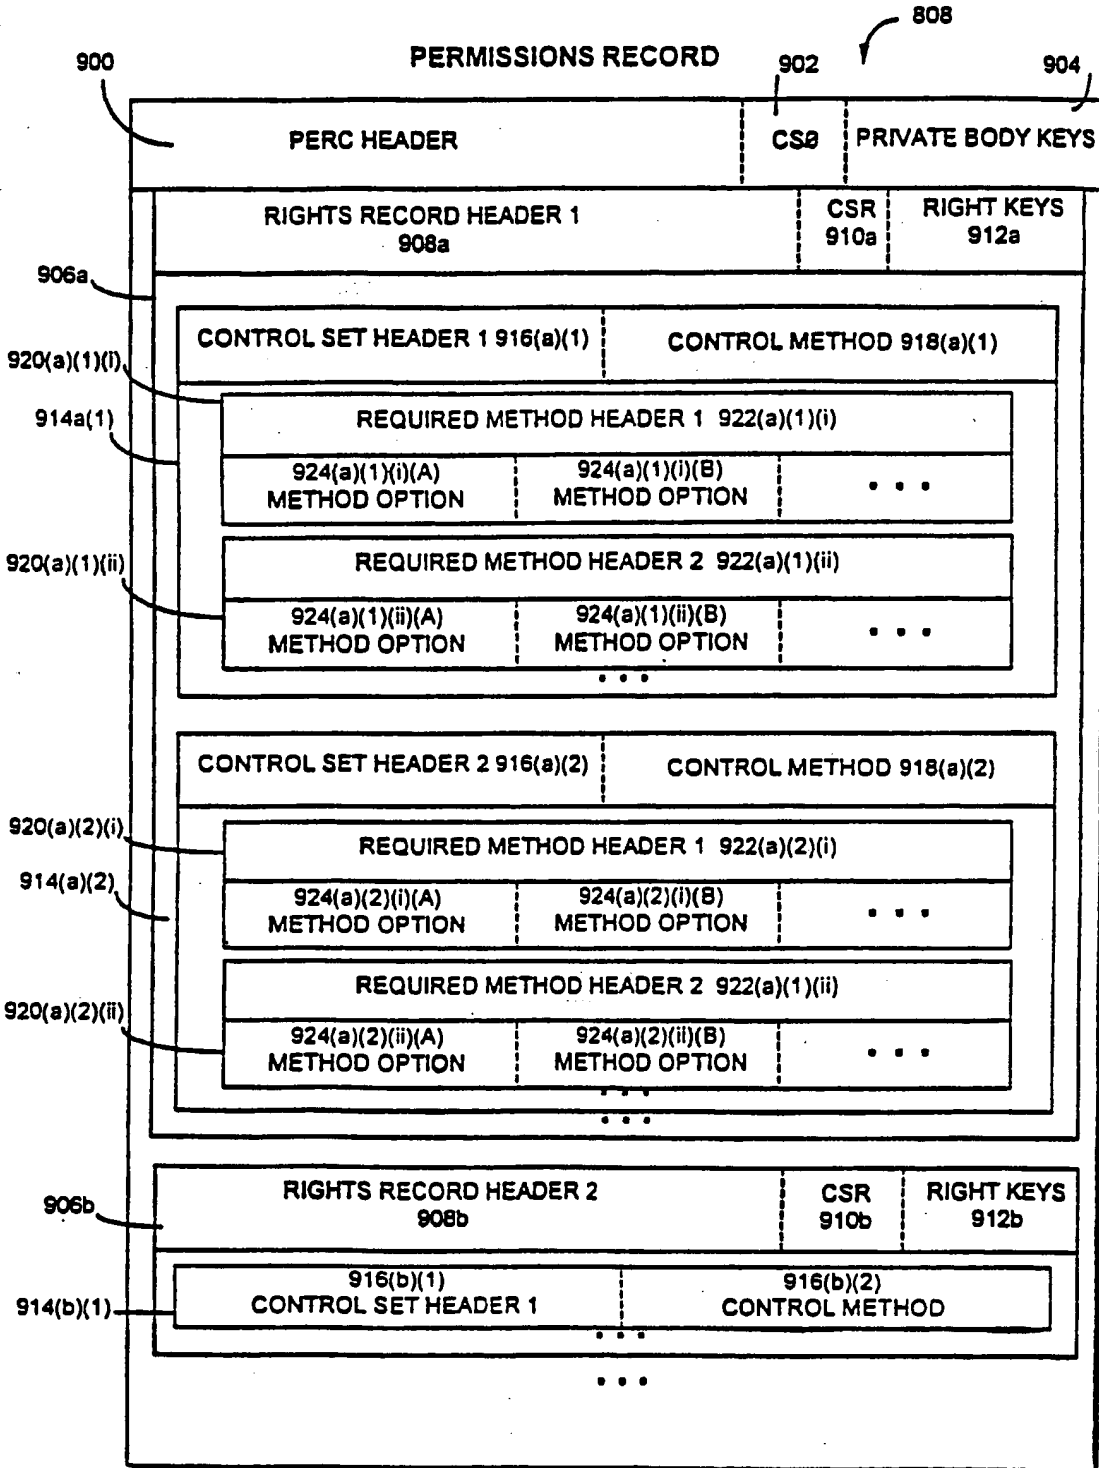 808
PERMISSIONS RECORD
900
902
904
PERC HEADER
CS0
PRIVATE BODY KEYS
RIGHTS RECORD HEADER 1
908a
CSR
910a
RIGHT KEYS
912a
906a
CONTROL SET HEADER 1 916(a)(1)
CONTROL METHOD 918(a)(1)
920(a)(1)(i)
REQUIRED METHOD HEADER 1 922(a)(1)(i)
914a(1)
924(a)(1)(i)(A)
METHOD OPTION
924(a)(1)(i)(B)
METHOD OPTION
...
920(a)(1)(ii)
REQUIRED METHOD HEADER 2 922(a)(1)(ii)
924(a)(1)(ii)(A)
METHOD OPTION
924(a)(1)(ii)(B)
METHOD OPTION
...
...
CONTROL SET HEADER 2 916(a)(2)
CONTROL METHOD 918(a)(2)
920(a)(2)(i)
REQUIRED METHOD HEADER 1 922(a)(2)(i)
914(a)(2)
924(a)(2)(i)(A)
METHOD OPTION
924(a)(2)(i)(B)
METHOD OPTION
...
920(a)(2)(ii)
REQUIRED METHOD HEADER 2 922(a)(1)(ii)
924(a)(2)(ii)(A)
METHOD OPTION
924(a)(2)(ii)(B)
METHOD OPTION
...
...
...
906b
RIGHTS RECORD HEADER 2
908b
CSR
910b
RIGHT KEYS
912b
914(b)(1)
916(b)(1)
CONTROL SET HEADER 1
916(b)(2)
CONTROL METHOD
...
...